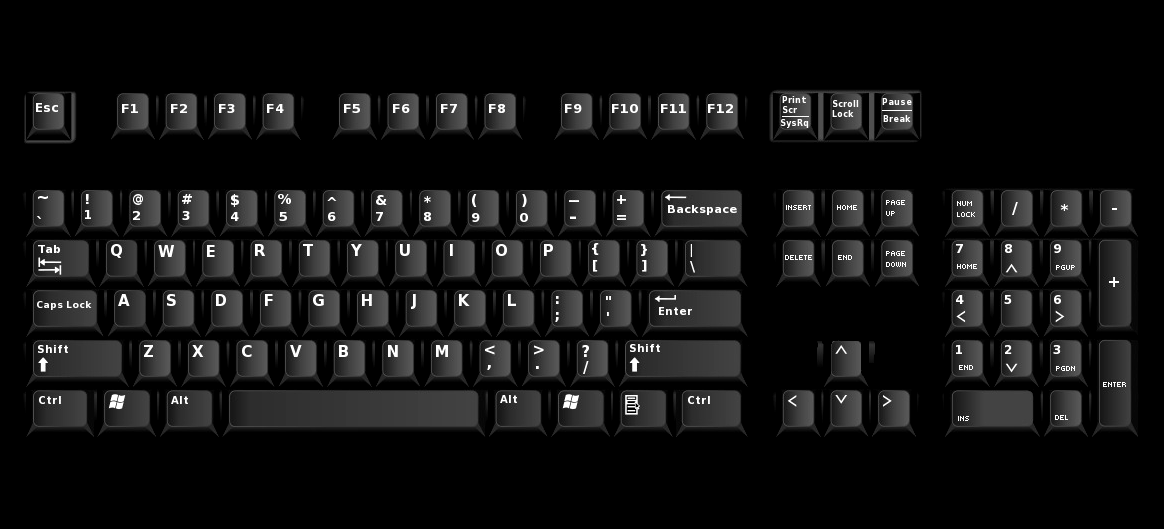 Esc F1 F2 F3 F4 F5 F6 F7 F8 F9 F10 F11 F12 Print Scr SysRq Scroll Lock Pause Break
~ ` ! 1 @ 2 # 3 $ 4 % 5 ^ 6 & 7 * 8 ( 9 ) 0 — - + = ← Backspace INSERT HOME PAGE UP NUM LOCK / * -
Tab Q W E R T Y U I O P { [ } ] | \ DELETE END PAGE DOWN 7 HOME 8 ^ 9 PGUP +
Caps Lock A S D F G H J K L : ; " ' Enter 4 < 5 6 >
Shift Z X C V B N M < , > . ? / Shift ^ 1 END 2 v 3 PGDN ENTER
Ctrl Alt Alt Ctrl < v > INS DEL